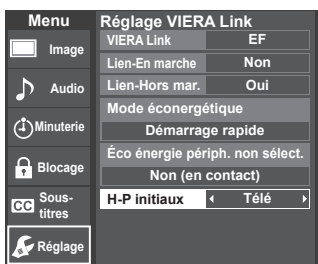 Menu
Image
Audio
Minuterie
Blocage
CC Sous-
titres
Réglage
Réglage VIERA Link
VIERA Link EF
Lien-En marche Non
Lien-Hors mar. Oui
Mode éconergétique
Démarrage rapide
Éco énergie périph. non sélect.
Non (en contact)
H-P initiaux Télé